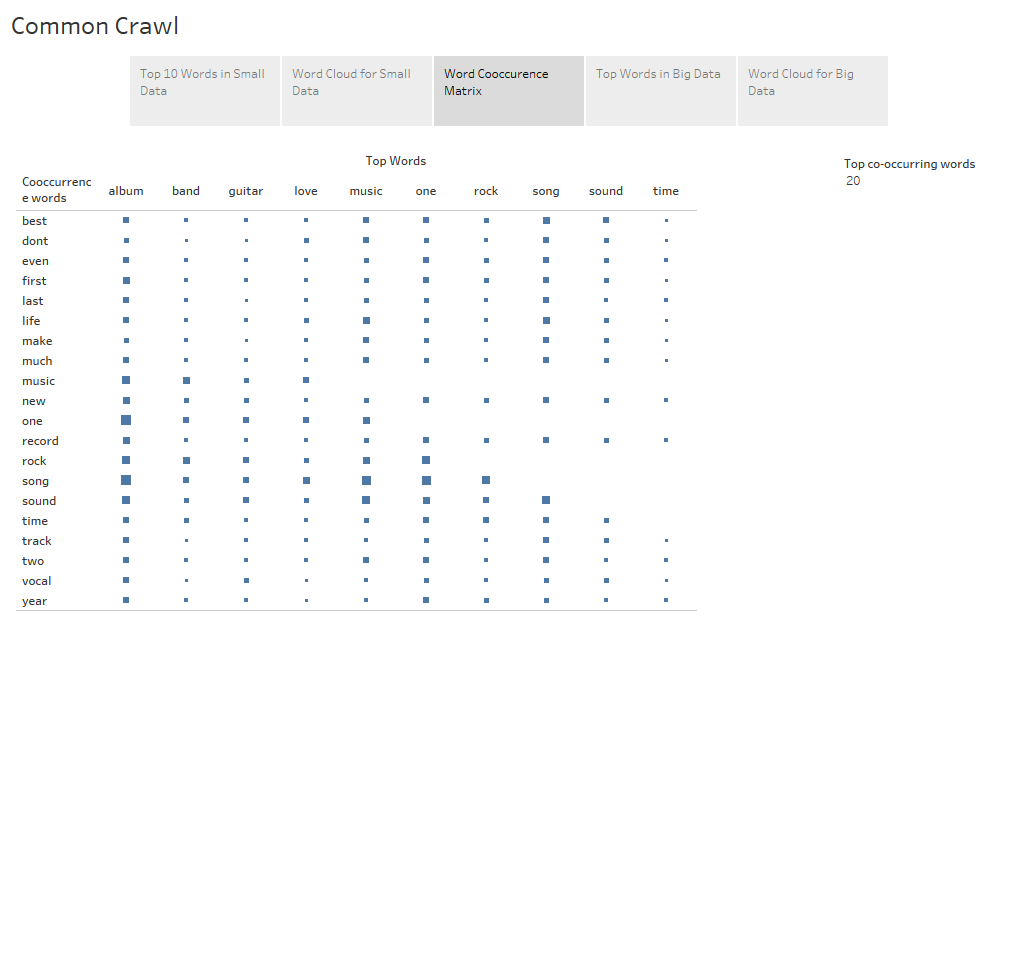 Common Crawl
Top 10 Words in Small
Data
Word Cloud for Small
Data
Word Cooccurence
Matrix
Top Words in Big Data
Word Cloud for Big
Data
Top Words
Top co-occurring words
20
Cooccurrenc
e words
album band guitar love music one rock song sound time
best
dont
even
first
last
life
make
much
music
new
one
record
rock
song
sound
time
track
two
vocal
year